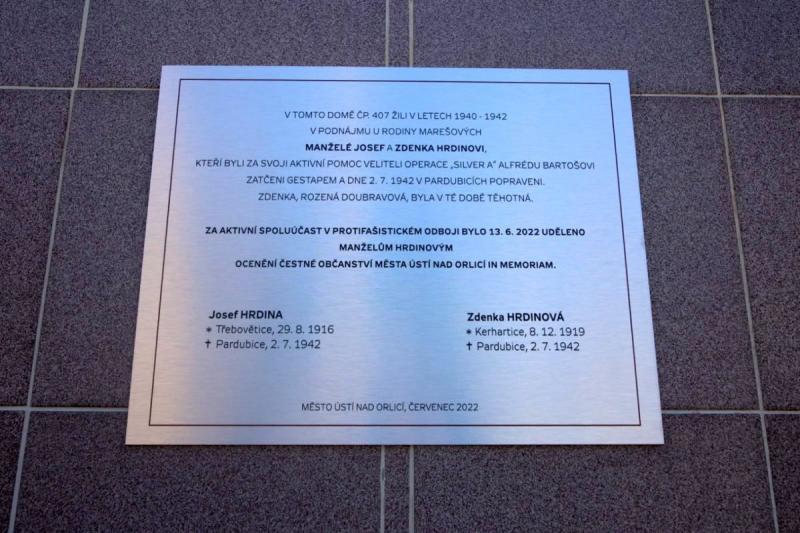 V TOMTO DOMĚ ČP. 407 ŽILI V LETECH 1940 - 1942
V PODNÁJMU U RODINY MAREŠOVÝCH
MANŽELÉ JOSEF A ZDENKA HRDINOVI,
KTEŘÍ BYLI ZA SVOJI AKTIVNÍ POMOC VELITELI OPERACE „SILVER A“ ALFRÉDU BARTOŠOVI
ZATČENI GESTAPEM A DNE 2. 7. 1942 V PARDUBICÍCH POPRAVENI.
ZDENKA, ROZENÁ DOUBRAVOVÁ, BYLA V TÉ DOBĚ TĚHOTNÁ.
ZA AKTIVNÍ SPOLUÚČAST V PROTIFAŠISTICKÉM ODBOJI BYLO 13. 6. 2022 UDĚLENO
MANŽELŮM HRDINOVÝM
OCENĚNÍ ČESTNÉ OBČANSTVÍ MĚSTA ÚSTÍ NAD ORLICÍ IN MEMORIAM.
Josef HRDINA
* Třebovětice, 29. 8. 1916
† Pardubice, 2. 7. 1942
Zdenka HRDINOVÁ
* Kerhartice, 8. 12. 1919
† Pardubice, 2. 7. 1942
MĚSTO ÚSTÍ NAD ORLICÍ, ČERVENEC 2022